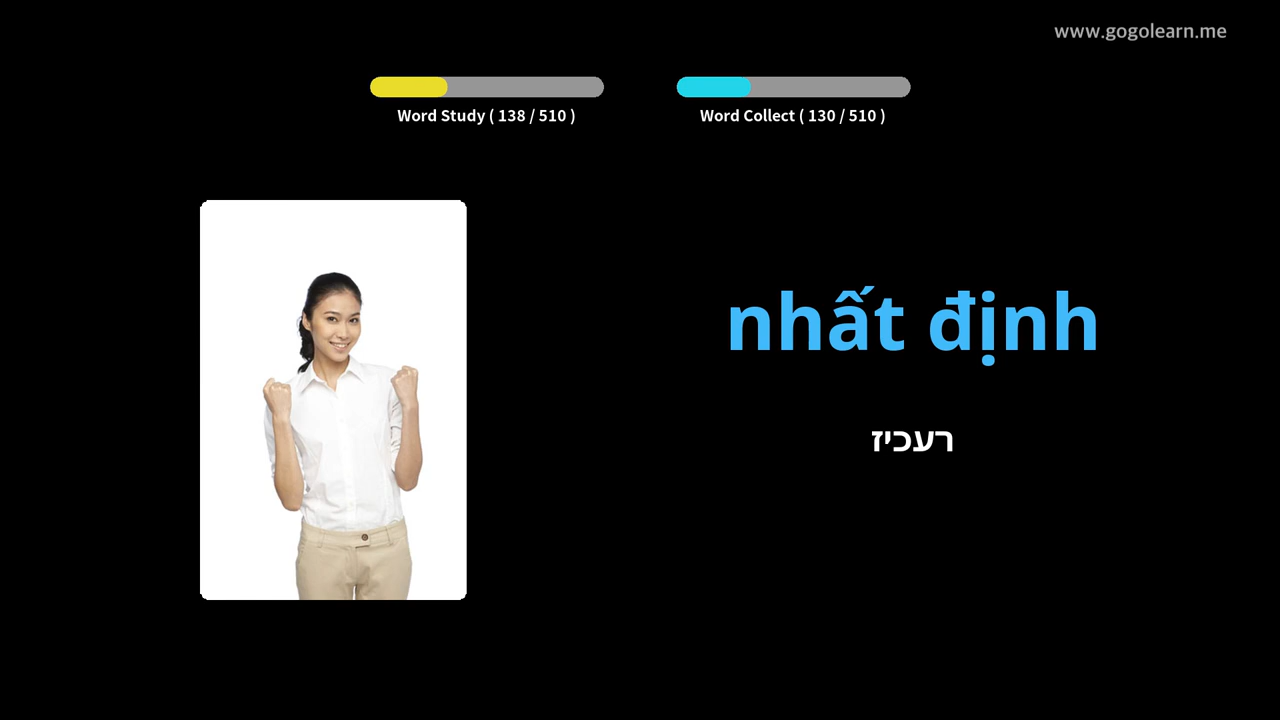 www.gogolearn.me
Word Study ( 138 / 510 )
Word Collect ( 130 / 510 )
nhất định
רעכיז